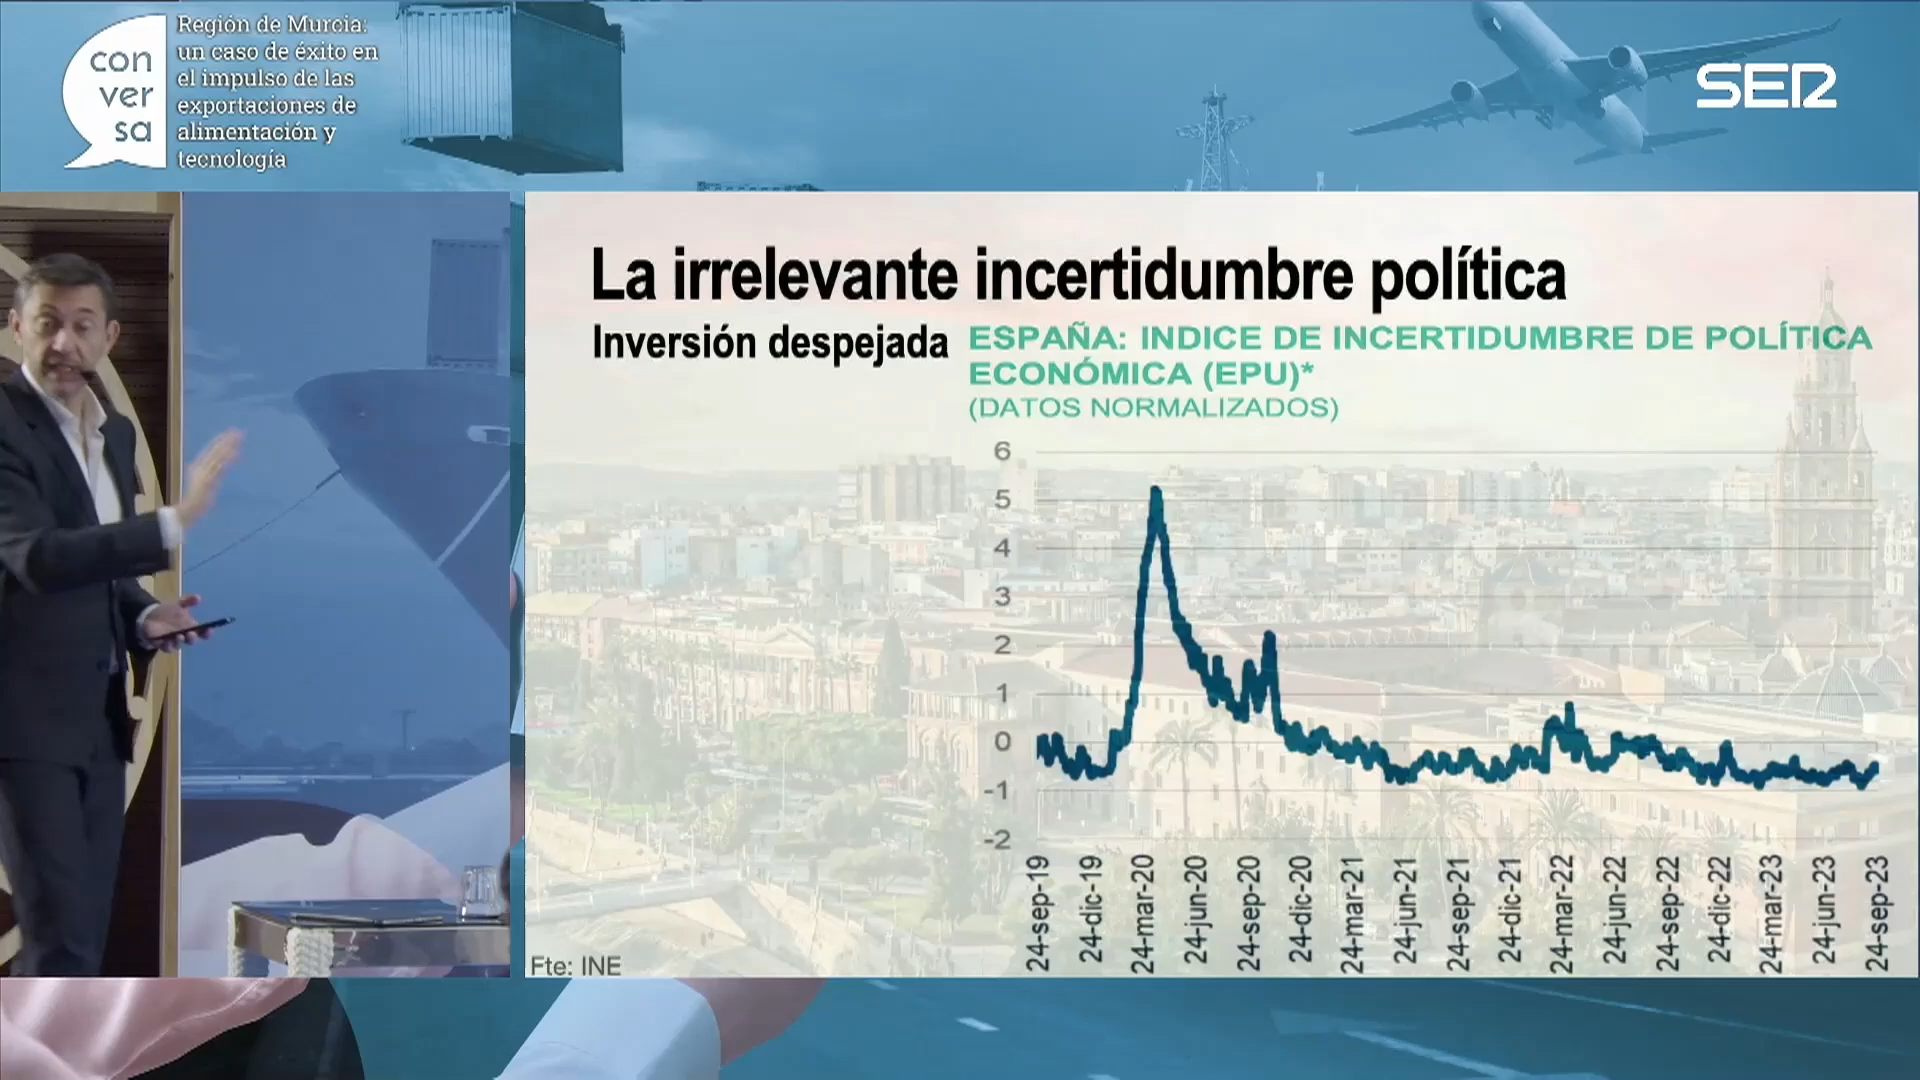 con
ver
sa
Región de Murcia:
un caso de éxito en
el impulso de las
exportaciones de
alimentación y
tecnología
SER
La irrelevante incertidumbre política
Inversión despejada
ESPAÑA: INDICE DE INCERTIDUMBRE DE POLÍTICA
ECONÓMICA (EPU)*
(DATOS NORMALIZADOS)
6
5
4
3
2
1
0
-1
-2
24-sep-19
24-dic-19
24-mar-20
24-jun-20
24-sep-20
24-dic-20
24-mar-21
24-jun-21
24-sep-21
24-dic-21
24-mar-22
24-jun-22
24-sep-22
24-dic-22
24-mar-23
24-jun-23
24-sep-23
Fte: INE